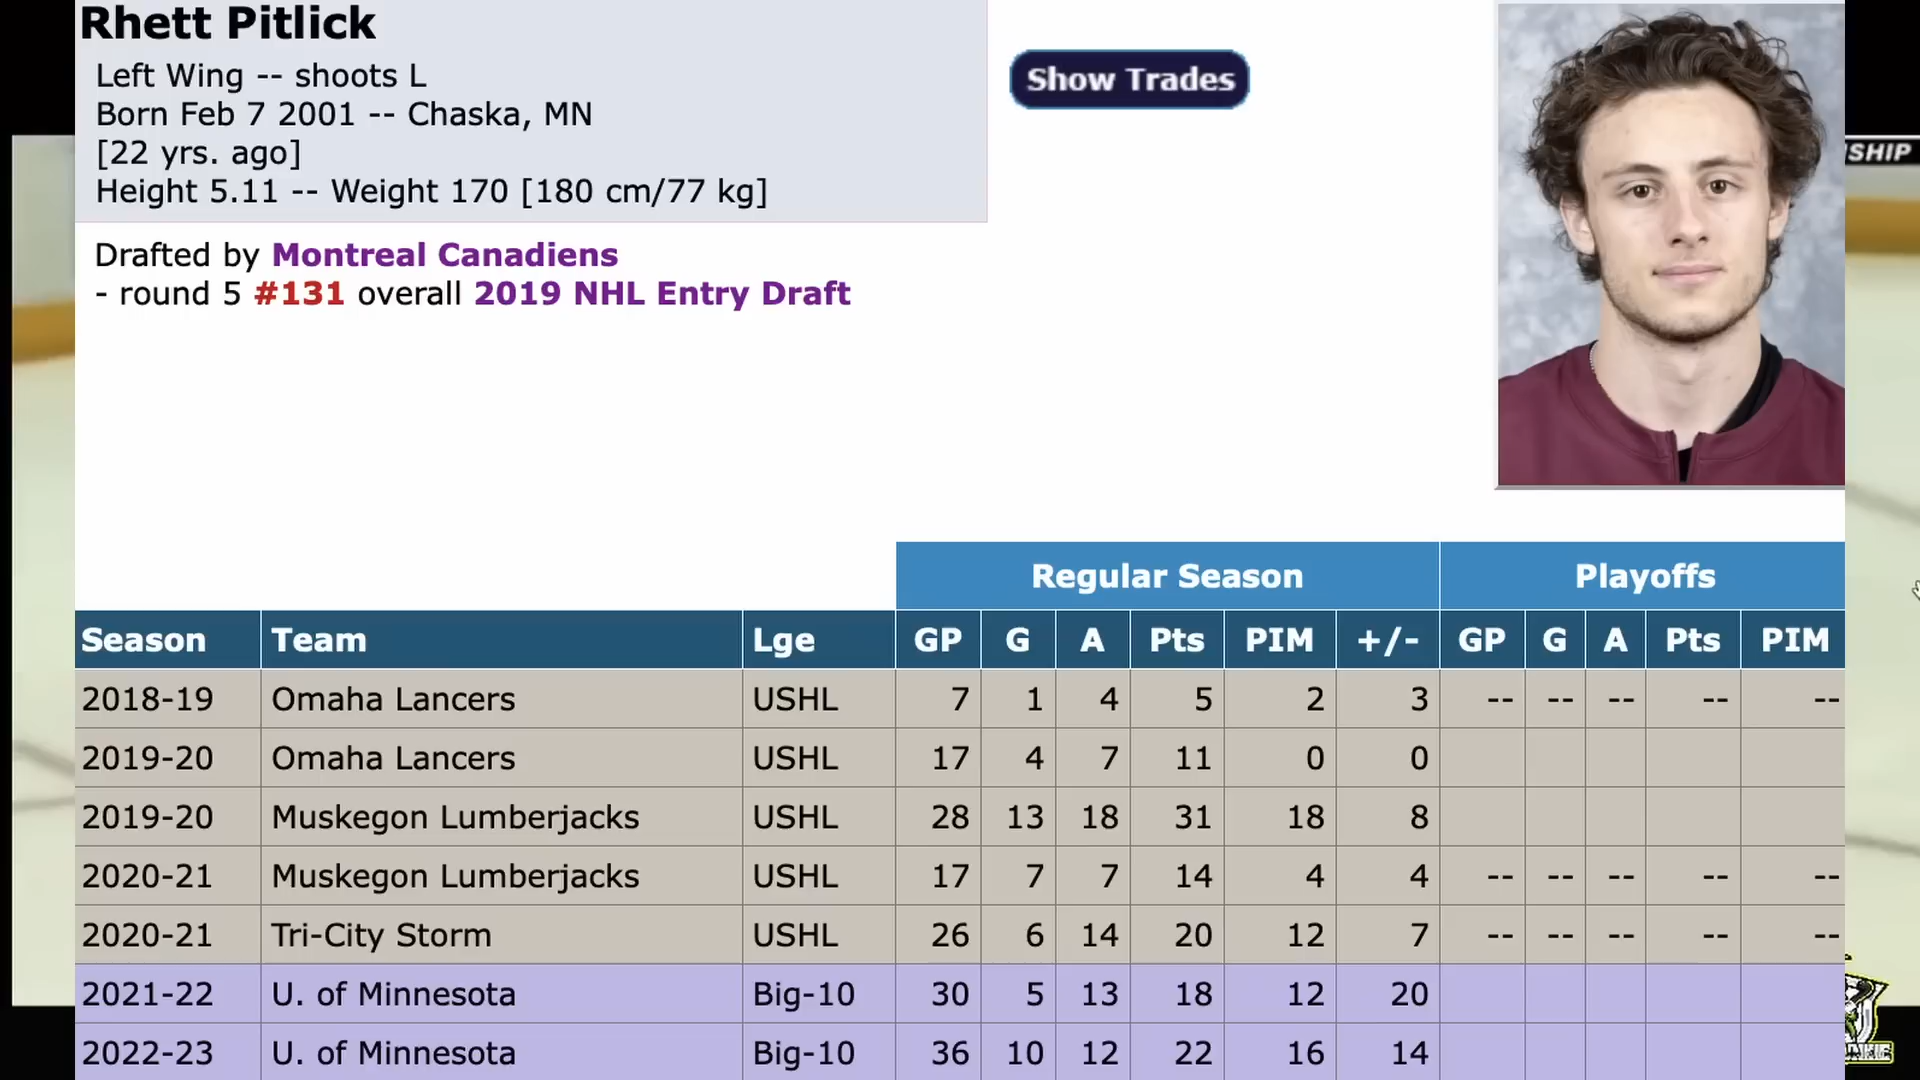 Rhett Pitlick
Left Wing -- shoots L
Born Feb 7 2001 -- Chaska, MN
[22 yrs. ago]
Height 5.11 -- Weight 170 [180 cm/77 kg]
Show Trades
SHIP
Drafted by Montreal Canadiens
- round 5 #131 overall 2019 NHL Entry Draft
Regular Season Playoffs
Season Team Lge GP G A Pts PIM +/- GP G A Pts PIM
2018-19 Omaha Lancers USHL 7 1 4 5 2 3 -- -- -- -- --
2019-20 Omaha Lancers USHL 17 4 7 11 0 0
2019-20 Muskegon Lumberjacks USHL 28 13 18 31 18 8
2020-21 Muskegon Lumberjacks USHL 17 7 7 14 4 4 -- -- -- -- --
2020-21 Tri-City Storm USHL 26 6 14 20 12 7 -- -- -- -- --
2021-22 U. of Minnesota Big-10 30 5 13 18 12 20
2022-23 U. of Minnesota Big-10 36 10 12 22 16 14